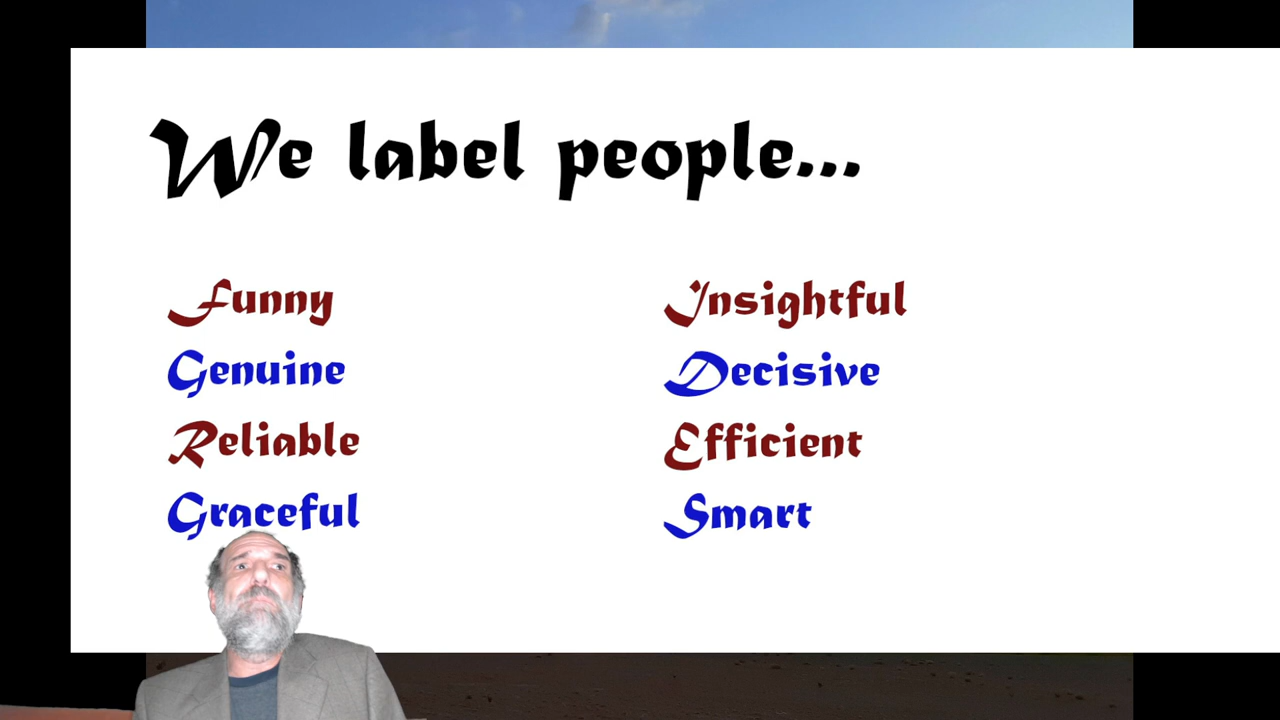 We label people...
Funny
Genuine
Reliable
Graceful
Insightful
Decisive
Efficient
Smart